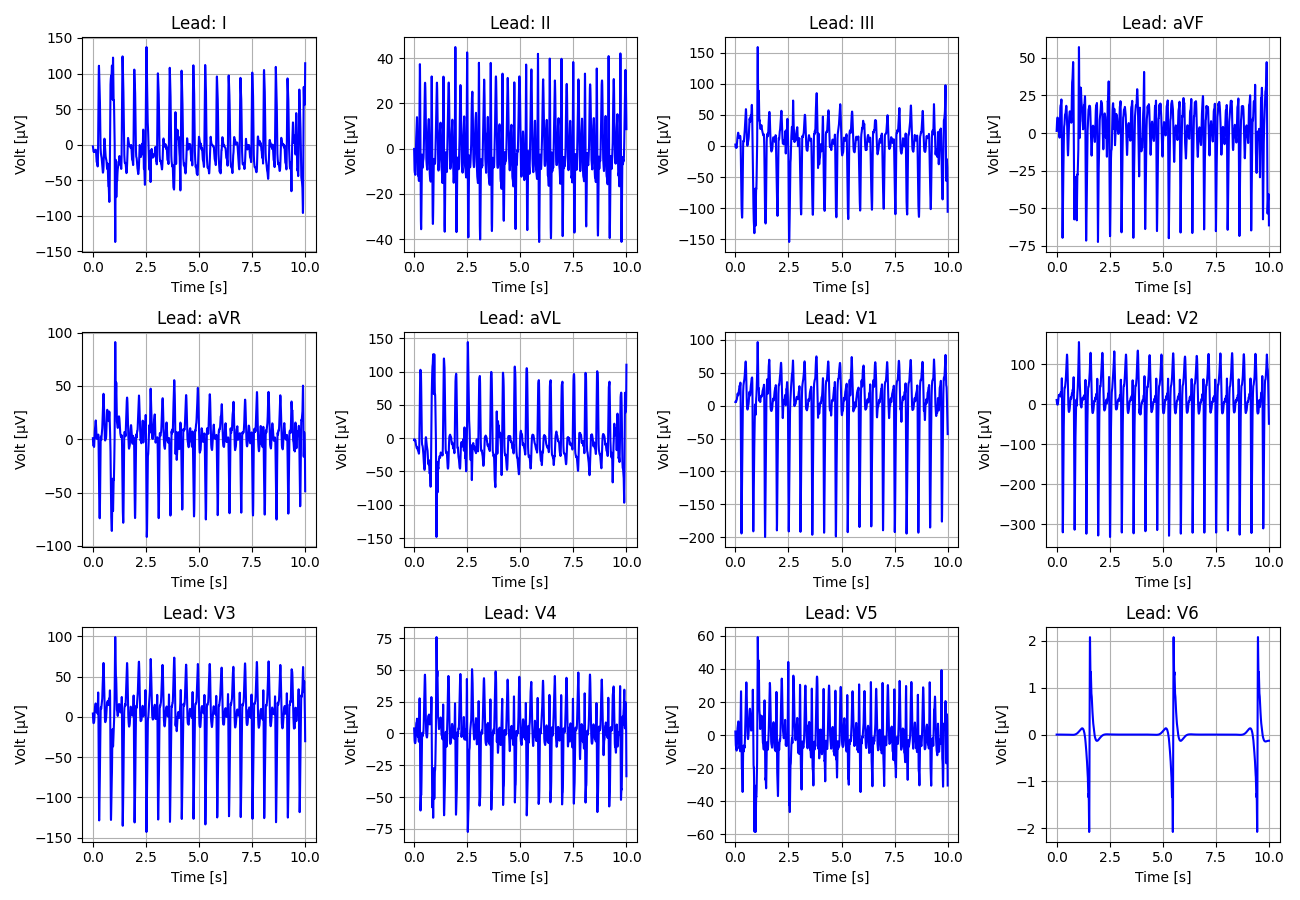 Lead: I
Lead: II
Lead: III
Lead: aVF
150
100
50
0
−50
−100
−150
Volt [µV]
0.0 2.5 5.0 7.5 10.0
Time [s]
40
20
0
−20
−40
Volt [µV]
0.0 2.5 5.0 7.5 10.0
Time [s]
150
100
50
0
−50
−100
−150
Volt [µV]
0.0 2.5 5.0 7.5 10.0
Time [s]
50
25
0
−25
−50
−75
Volt [µV]
0.0 2.5 5.0 7.5 10.0
Time [s]
Lead: aVR
Lead: aVL
Lead: V1
Lead: V2
100
50
0
−50
−100
Volt [µV]
0.0 2.5 5.0 7.5 10.0
Time [s]
150
100
50
0
−50
−100
−150
Volt [µV]
0.0 2.5 5.0 7.5 10.0
Time [s]
100
50
0
−50
−100
−150
−200
Volt [µV]
0.0 2.5 5.0 7.5 10.0
Time [s]
100
0
−100
−200
−300
Volt [µV]
0.0 2.5 5.0 7.5 10.0
Time [s]
Lead: V3
Lead: V4
Lead: V5
Lead: V6
100
50
0
−50
−100
−150
Volt [µV]
0.0 2.5 5.0 7.5 10.0
Time [s]
75
50
25
0
−25
−50
−75
Volt [µV]
0.0 2.5 5.0 7.5 10.0
Time [s]
60
40
20
0
−20
−40
−60
Volt [µV]
0.0 2.5 5.0 7.5 10.0
Time [s]
2
1
0
−1
−2
Volt [µV]
0.0 2.5 5.0 7.5 10.0
Time [s]